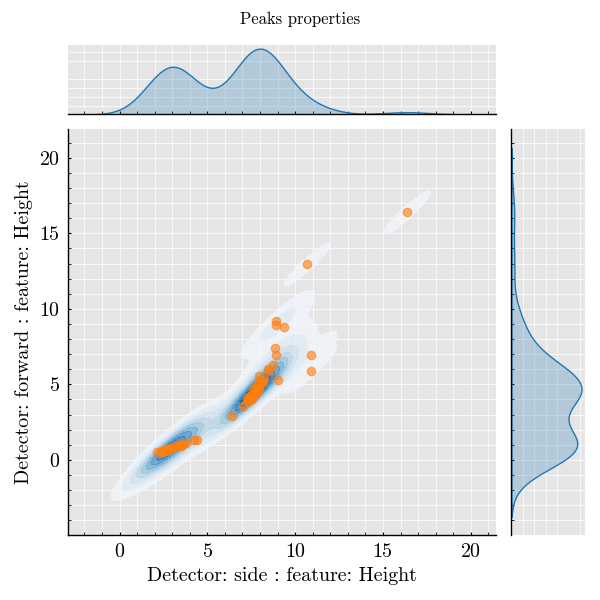 Peaks properties
20
15
10
5
0
Detector: forward : feature: Height
0 5 10 15 20
Detector: side : feature: Height